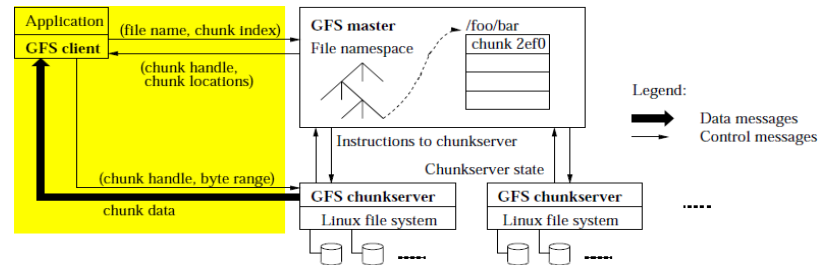 Application
GFS client
(file name, chunk index)
(chunk handle,
chunk locations)
GFS master
File namespace
/foo/bar
chunk 2ef0
Legend:
Data messages
Control messages
Instructions to chunkserver
Chunkserver state
(chunk handle, byte range)
chunk data
GFS chunkserver
Linux file system
GFS chunkserver
Linux file system